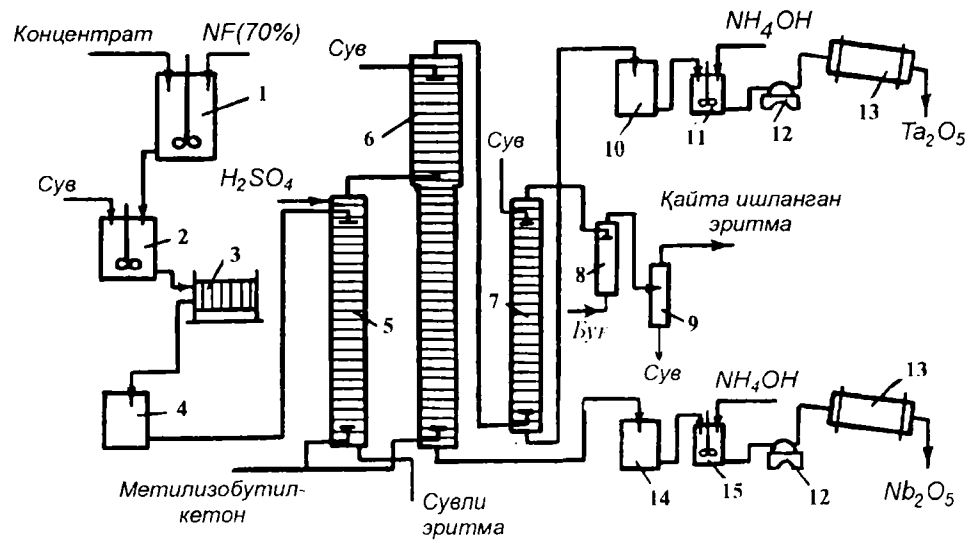 Концентрат
NF(70%)
1
Сув
2
3
4
H₂SO₄
5
Сув
6
Метилизобутил-
кетон
Сувли
эритма
Сув
7
8
Буғ
9
Сув
Қайта ишланган
эритма
NH₄OH
10
11
12
13
Ta₂O₅
NH₄OH
14
15
12
13
Nb₂O₅